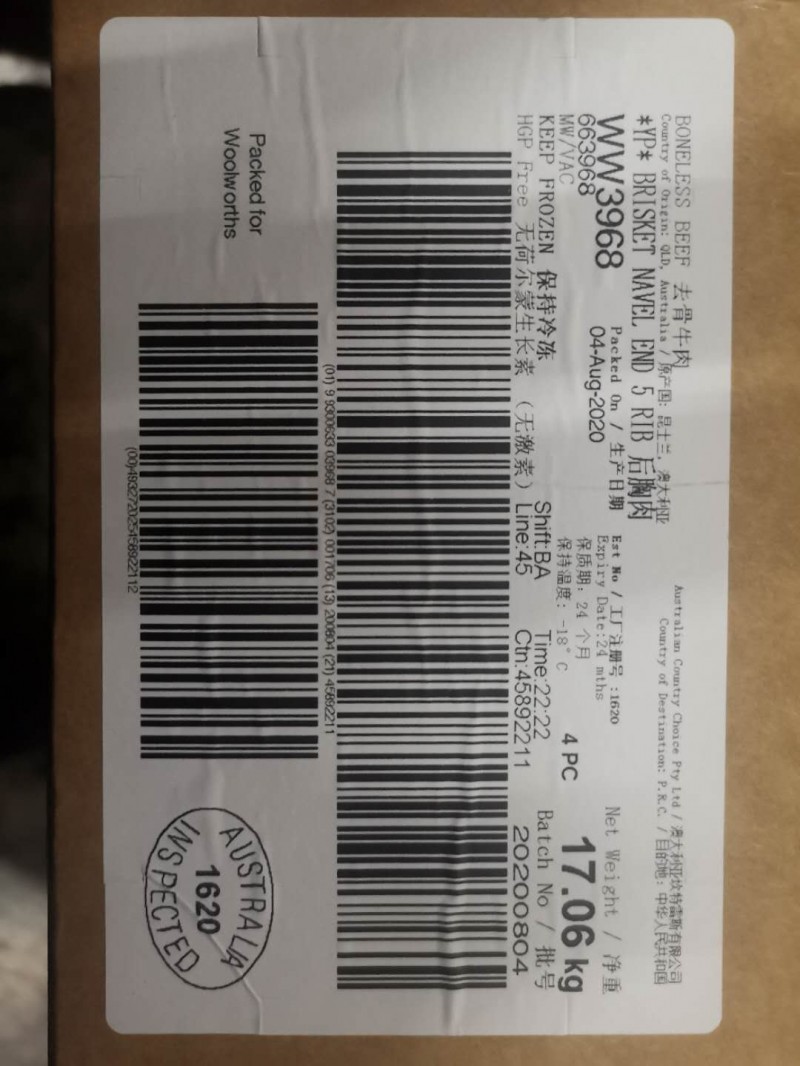 BONELESS BEEF 去骨牛肉
Australian Country Choice Pty Ltd / 澳大利亚坎特雷斯有限公司
Country of Origin: QLD, Australia / 原产国: 昆士兰, 澳大利亚
Country of Destination: P.R.C. / 目的地: 中华人民共和国
*YP* BRISKET NAVEL END 5 RIB 后胸肉
WW3968
663968
MW/VAC
Packed On / 生产日期
04-Aug-2020
Est No / 工厂注册号 :1620
Expiry Date:24 mths
保质期: 24 个月
保持温度: -18°C
Net Weight / 净重
17.06 kg
4 PC
KEEP FROZEN 保持冷冻
HGP Free 无荷尔蒙生长素 (无激素)
Shift:BA
Time:22:22
Line:45
Ctn:45892211
Batch No / 批号
20200804
(01) 9 9300633 03968 7 (3102) 001706 (13) 200804 (21) 45892211
Packed for
Woolworths
(00)493272025458922112
AUSTRALIA
1620
INSPECTED